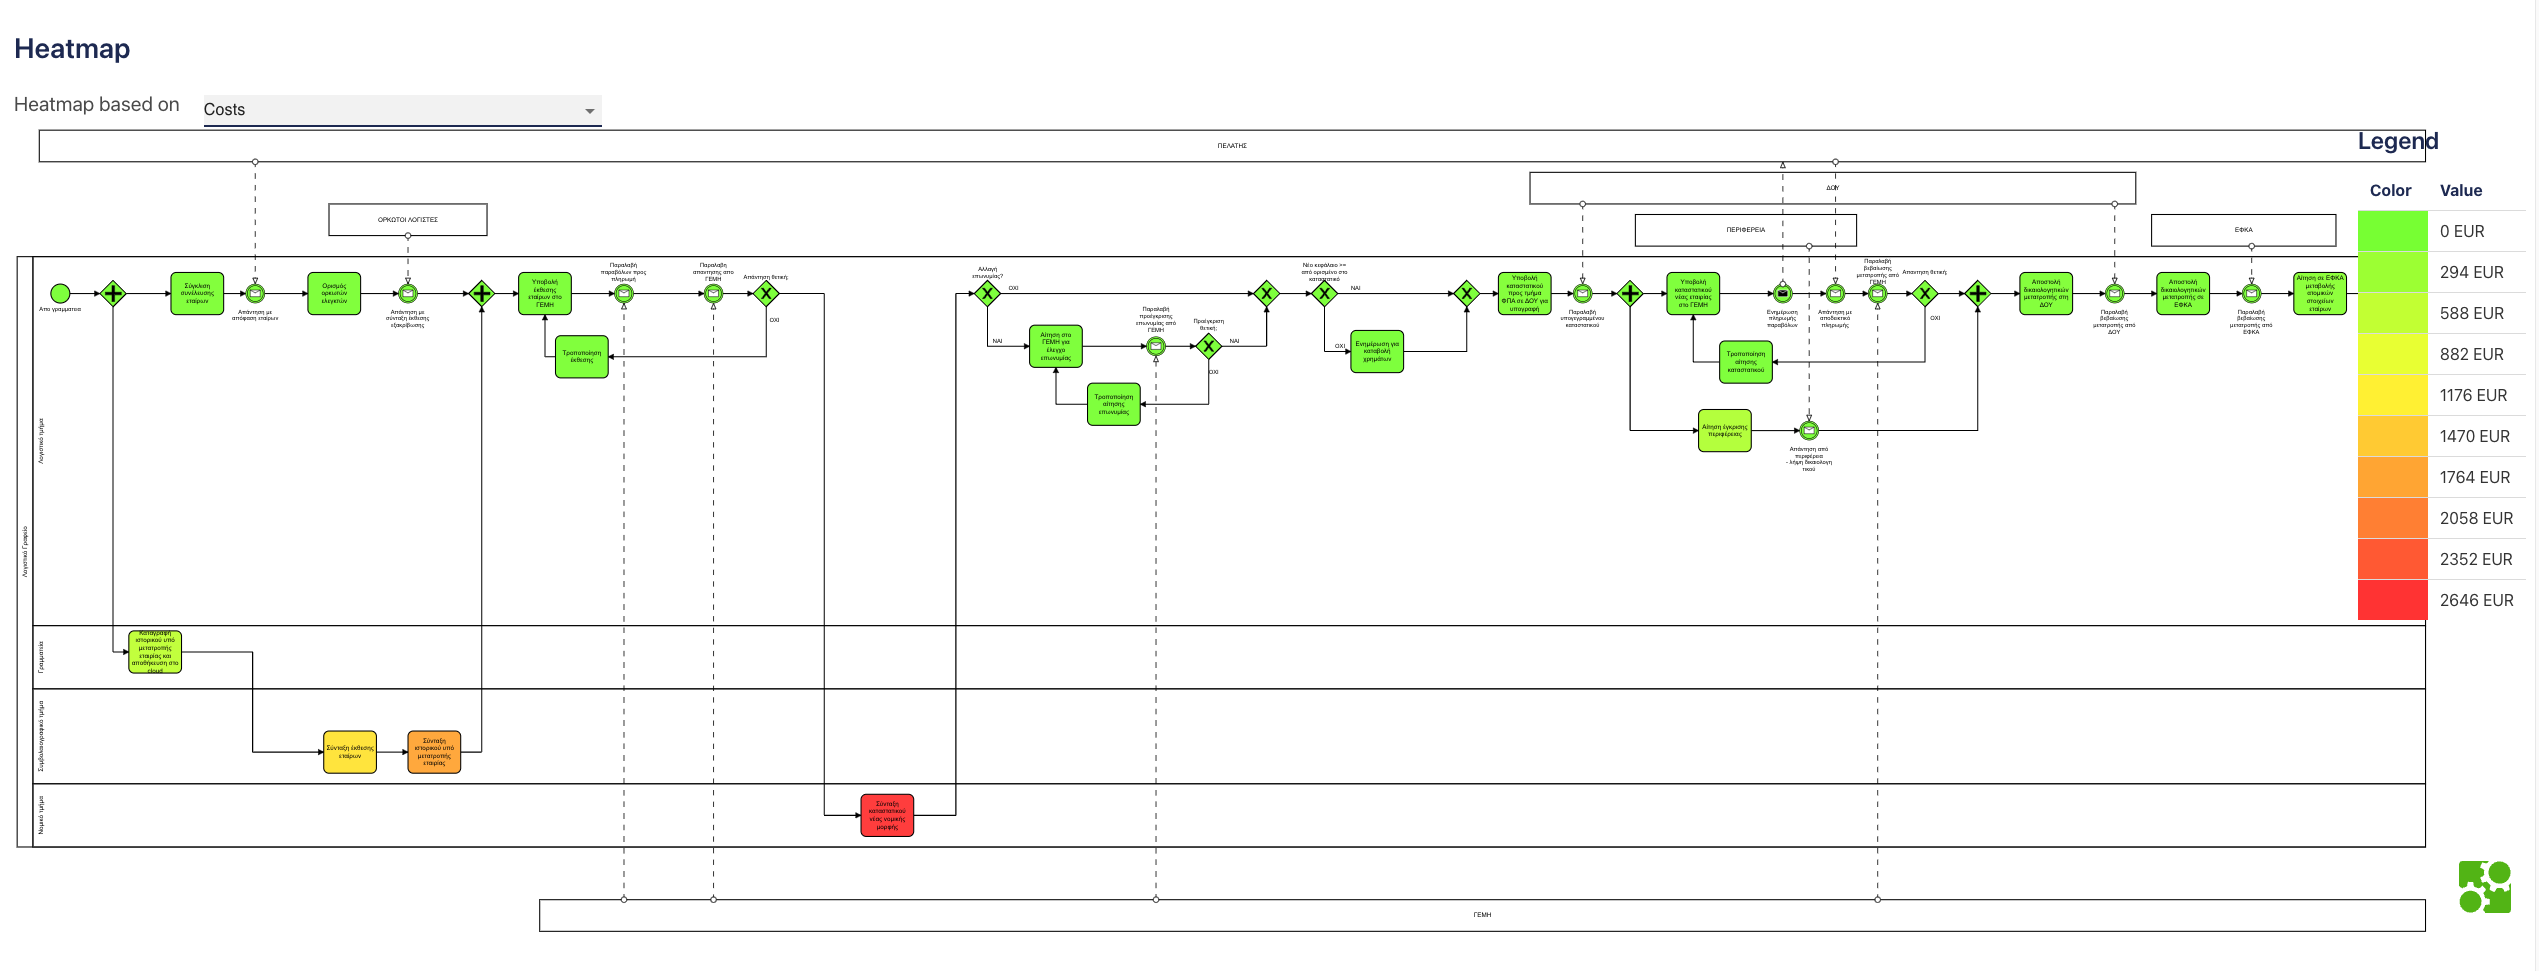 Heatmap
Heatmap based on
Costs
Legend
Color
Value
0 EUR
294 EUR
588 EUR
882 EUR
1176 EUR
1470 EUR
1764 EUR
2058 EUR
2352 EUR
2646 EUR
ΠΕΛΑΤΗΣ
ΔΟΥ
ΟΡΚΩΤΟΙ ΛΟΓΙΣΤΕΣ
ΠΕΡΙΦΕΡΕΙΑ
ΕΦΚΑ
Λογιστικό Γραφείο
Λογιστικό τμήμα
Απο γραμματεια
Σύγκλιση
συνέλευσης
εταίρων
Απάντηση με
απόφαση εταίρων
Ορισμός
ορκωτών
ελεγκτών
Απάντηση με
σύνταξη έκθεσης
εξακρίβωσης
Υποβολή
έκθεσης
εταίρων στο
ΓΕΜΗ
Παραλαβή
παραβόλων προς
πληρωμή
Παραλαβη
απαντησης απο
ΓΕΜΗ
Απάντηση θετική;
ΟΧΙ
Τροποποίηση
έκθεσης
Αλλαγή
επωνυμίας?
ΟΧΙ
ΝΑΙ
Αίτηση στο
ΓΕΜΗ για
έλεγχο
επωνυμίας
Παραλαβή
προέγκρισης
επωνυμίας από
ΓΕΜΗ
Προέγκριση
θετική;
ΝΑΙ
ΟΧΙ
Τροποποίηση
αίτησης
επωνυμίας
Νέο κεφάλαιο >=
από ορισμένο στο
καταστατικό
ΝΑΙ
ΟΧΙ
Ενημέρωση για
καταβολή
χρημάτων
Υποβολή
καταστατικού
προς τμήμα
ΦΠΑ σε ΔΟΥ για
υπογραφή
Παραλαβή
υπογεγραμμένου
καταστατικού
Υποβολή
καταστατικού
νέας εταιρίας
στο ΓΕΜΗ
Ενημέρωση
πληρωμής
παραβόλων
Απάντηση με
αποδεικτικό
πληρωμής
Παραλαβή
βεβαίωσης
μετατροπής από
ΓΕΜΗ
Απαντηση θετική;
ΟΧΙ
Τροποποίηση
αίτησης
καταστατικού
Αίτηση έγκρισης
περιφέρειας
Απάντηση από
περιφέρεια
- λήψη δικαιολογη
τικού
Αποστολή
δικαιολογητικών
μετατροπής στη
ΔΟΥ
Παραλαβή
βεβαίωσης
μετατροπής από
ΔΟΥ
Αποστολή
δικαιολογητικών
μετατροπής σε
ΕΦΚΑ
Παραλαβή
βεβαίωσης
μετατροπής από
ΕΦΚΑ
Αίτηση σε ΕΦΚΑ
μεταβολής
ατομικών
στοιχείων
εταίρων
Γραμματεία
Καταγραφή
ιστορικού υπό
μετατροπής
εταιρίας και
αποθήκευση στο
cloud
Συμβολαιογραφικό τμήμα
Σύνταξη έκθεσης
εταίρων
Σύνταξη
ιστορικού υπό
μετατροπής
εταιρίας
Νομικό τμήμα
Σύνταξη
καταστατικού
νέας νομικής
μορφής
ΓΕΜΗ